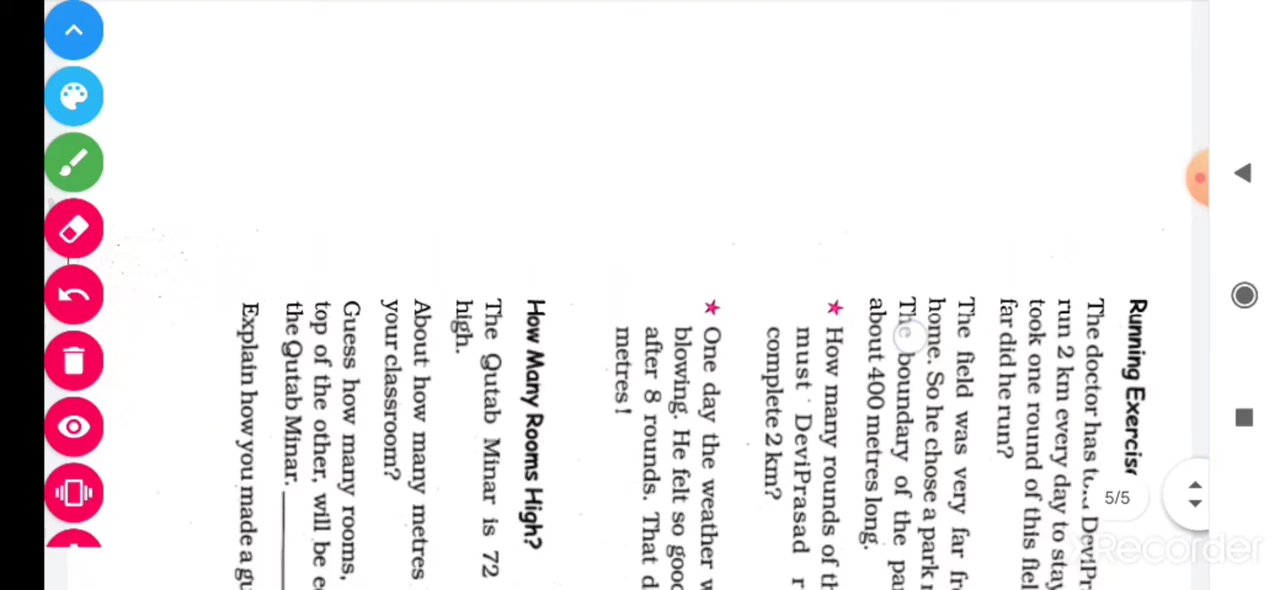 Running Exercise
The doctor has told DeviPr
run 2 km every day to stay
took one round of this fiel
far did he run?
The field was very far fr
home. So he chose a park
The boundary of the pa
about 400 metres long.
★ How many rounds of th
must DeviPrasad r
complete 2 km?
★ One day the weather w
blowing. He felt so good
after 8 rounds. That d
metres!
How Many Rooms High?
The Qutab Minar is 72
high.
About how many metres
your classroom?
Guess how many rooms,
top of the other, will be e
the Qutab Minar. ______
Explain how you made a gu
5/5
XRecorder